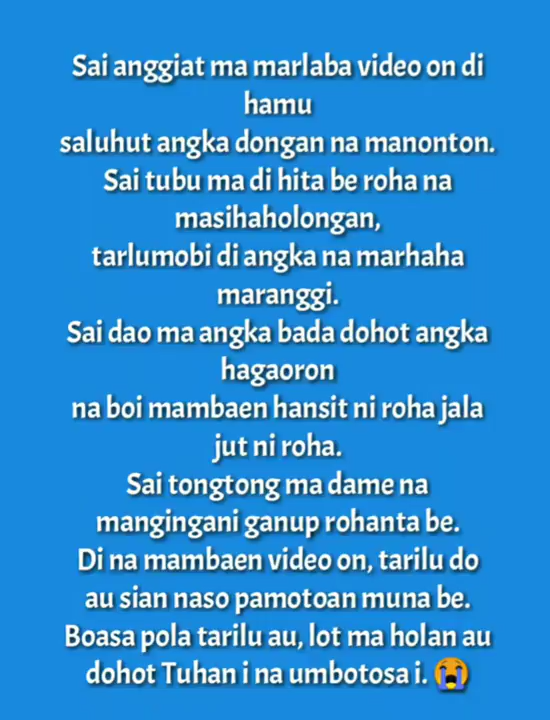 Sai anggiat ma marlaba video on di
hamu
saluhut angka dongan na manonton.
Sai tubu ma di hita be roha na
masihaholongan,
tarlumobi di angka na marhaha
maranggi.
Sai dao ma angka bada dohot angka
hagaoron
na boi mambaen hansit ni roha jala
jut ni roha.
Sai tongtong ma dame na
mangingani ganup rohanta be.
Di na mambaen video on, tarilu do
au sian naso pamotoan muna be.
Boasa pola tarilu au, lot ma holan au
dohot Tuhan i na umbotosa i. 😭